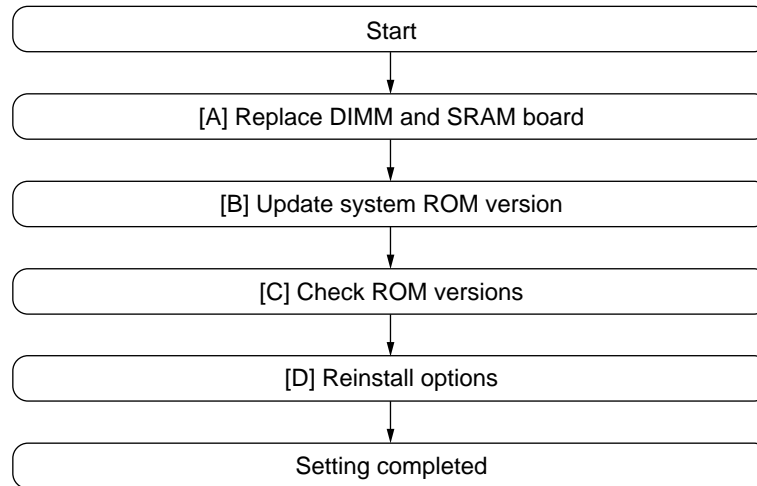 Start
[A] Replace DIMM and SRAM board
[B] Update system ROM version
[C] Check ROM versions
[D] Reinstall options
Setting completed